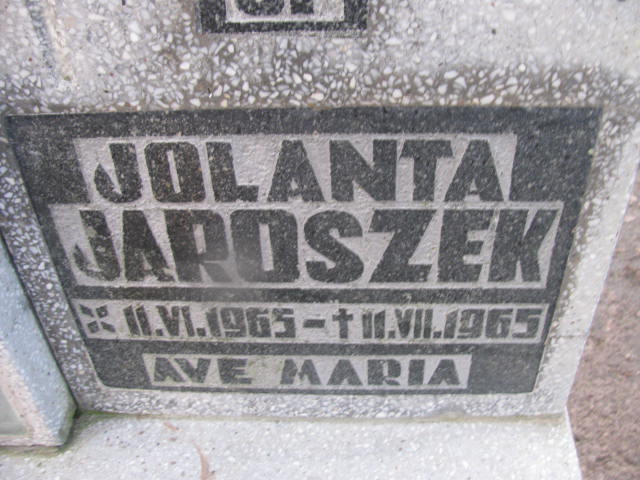 JOLANTA
JAROSZEK
⁙ 11.VI.1965 – † 11.VII.1965
AVE MARIA